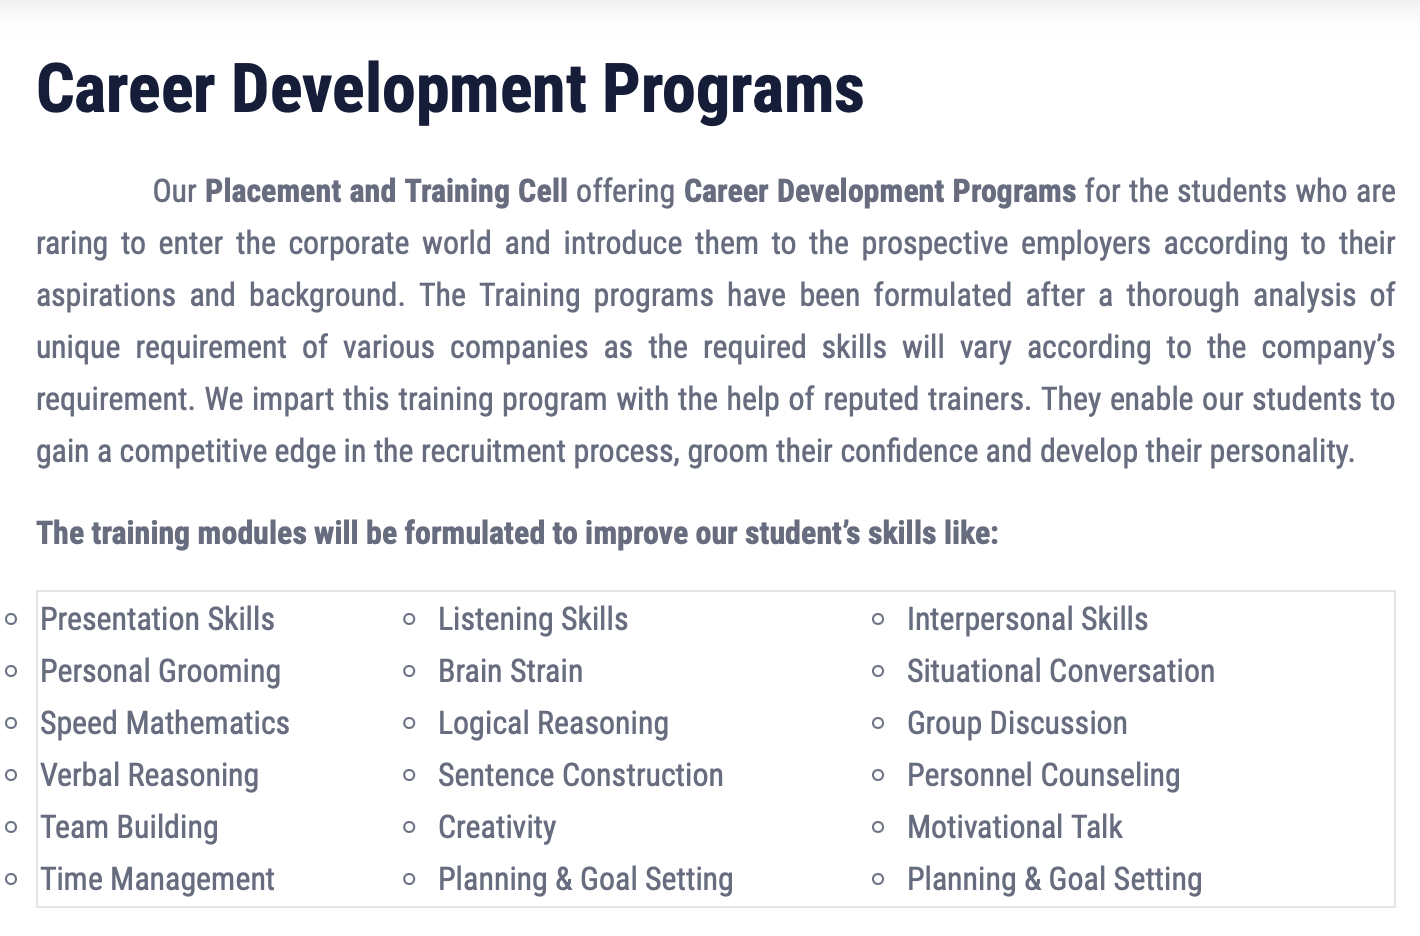 Career Development Programs
Our Placement and Training Cell offering Career Development Programs for the students who are
raring to enter the corporate world and introduce them to the prospective employers according to their
aspirations and background. The Training programs have been formulated after a thorough analysis of
unique requirement of various companies as the required skills will vary according to the company’s
requirement. We impart this training program with the help of reputed trainers. They enable our students to
gain a competitive edge in the recruitment process, groom their confidence and develop their personality.
The training modules will be formulated to improve our student’s skills like:
Presentation Skills
Personal Grooming
Speed Mathematics
Verbal Reasoning
Team Building
Time Management
Listening Skills
Brain Strain
Logical Reasoning
Sentence Construction
Creativity
Planning & Goal Setting
Interpersonal Skills
Situational Conversation
Group Discussion
Personnel Counseling
Motivational Talk
Planning & Goal Setting